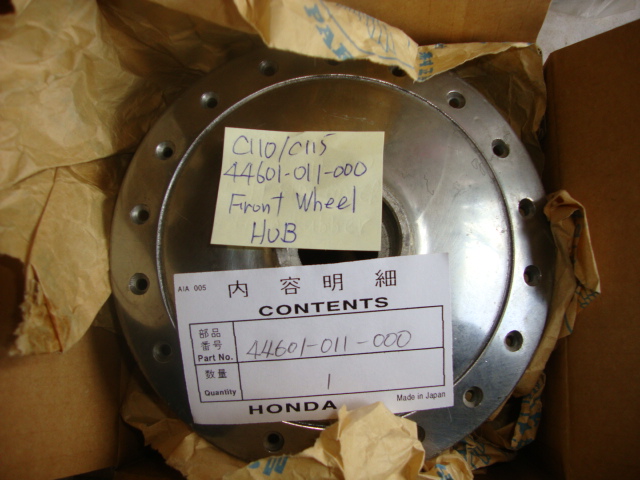 C110/C115
44601-011-000
Front Wheel
HUB
A/A 005
内容明細
CONTENTS
部品
番号
Part No.
44601-011-000
数量
Quantity
1
HONDA
Made in Japan